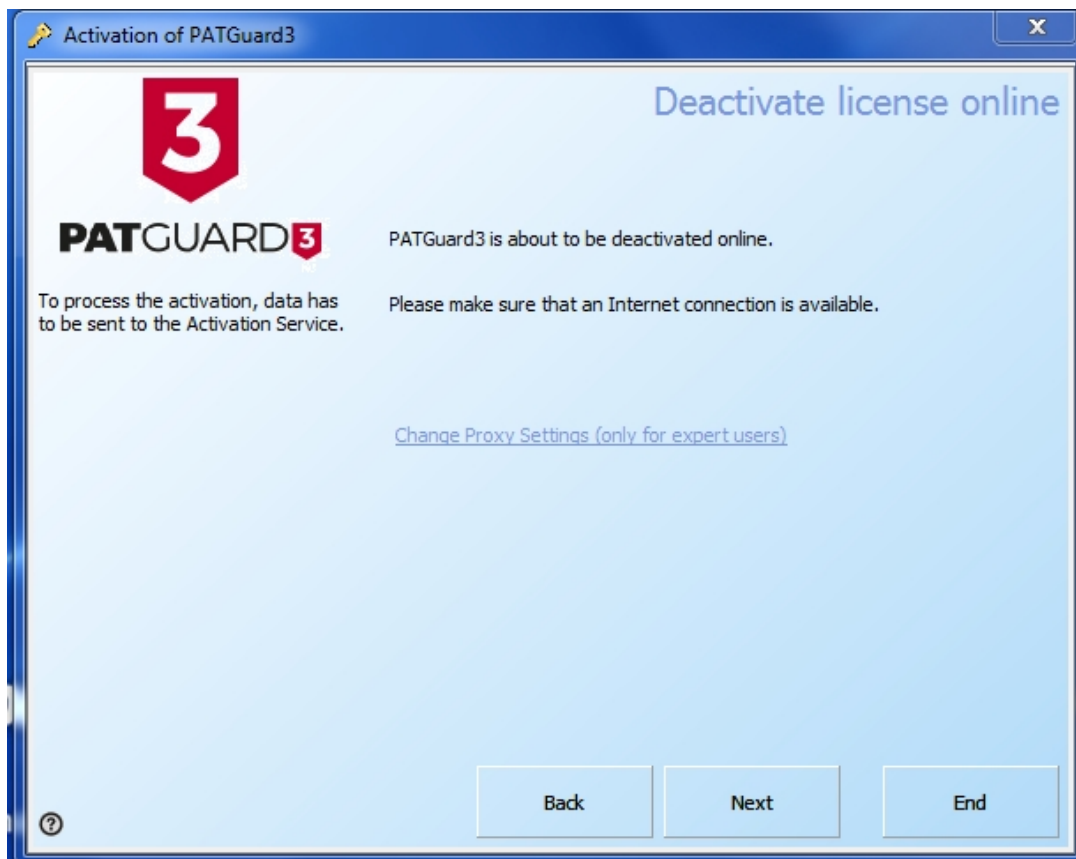 Activation of PATGuard3
Deactivate license online
3
PATGUARD3
To process the activation, data has
to be sent to the Activation Service.
PATGuard3 is about to be deactivated online.
Please make sure that an Internet connection is available.
Change Proxy Settings (only for expert users)
Back
Next
End